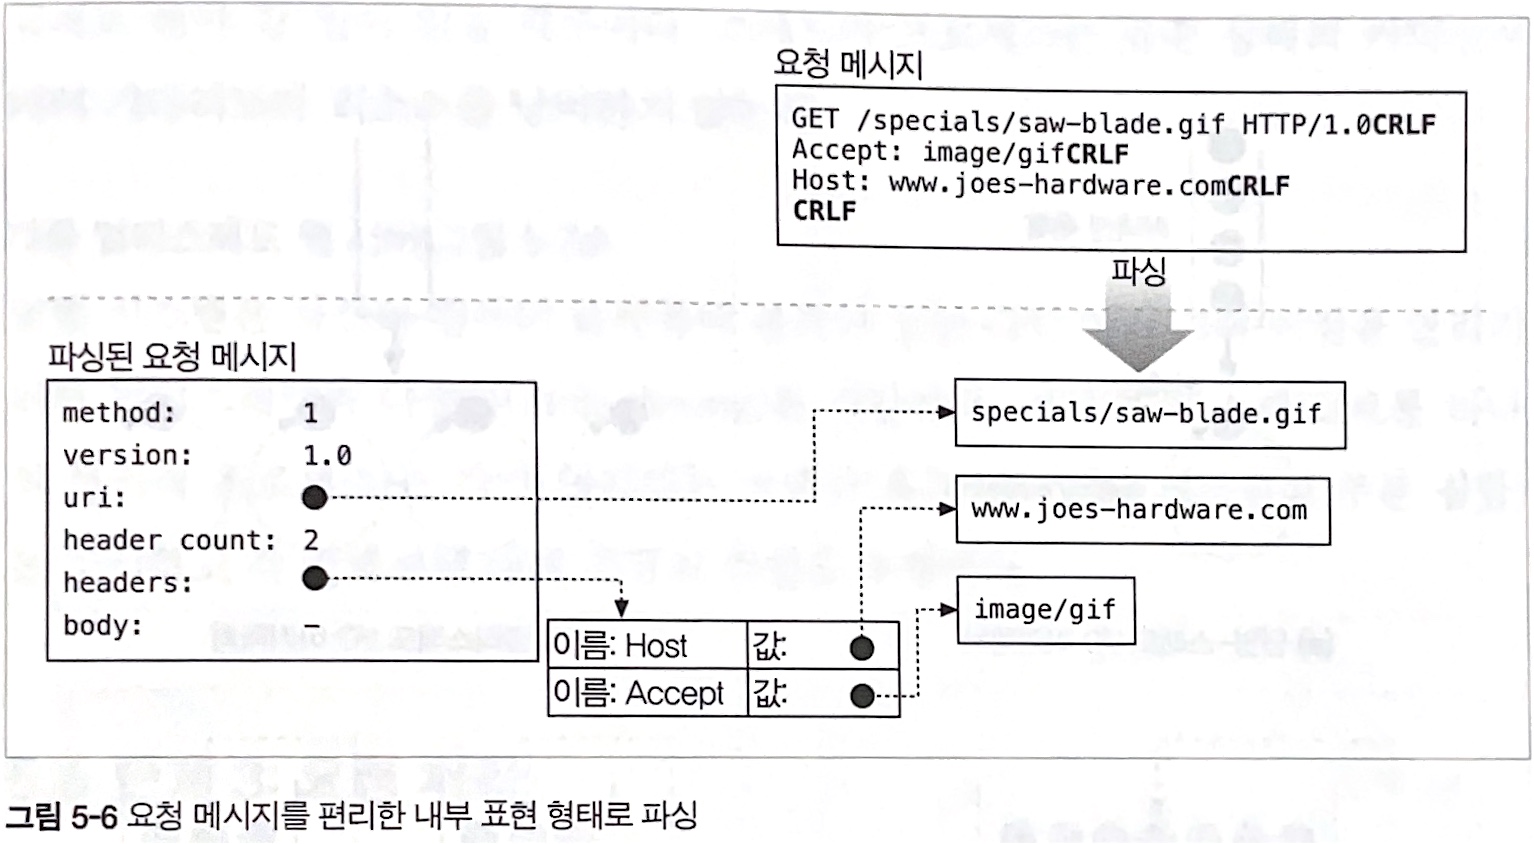 요청 메시지
GET /specials/saw-blade.gif HTTP/1.0CRLF
Accept: image/gifCRLF
Host: www.joes-hardware.comCRLF
CRLF
파싱
파싱된 요청 메시지
method: 1
version: 1.0
uri:
header count: 2
headers:
body: –
specials/saw-blade.gif
www.joes-hardware.com
image/gif
이름: Host 값:
이름: Accept 값:
그림 5-6 요청 메시지를 편리한 내부 표현 형태로 파싱